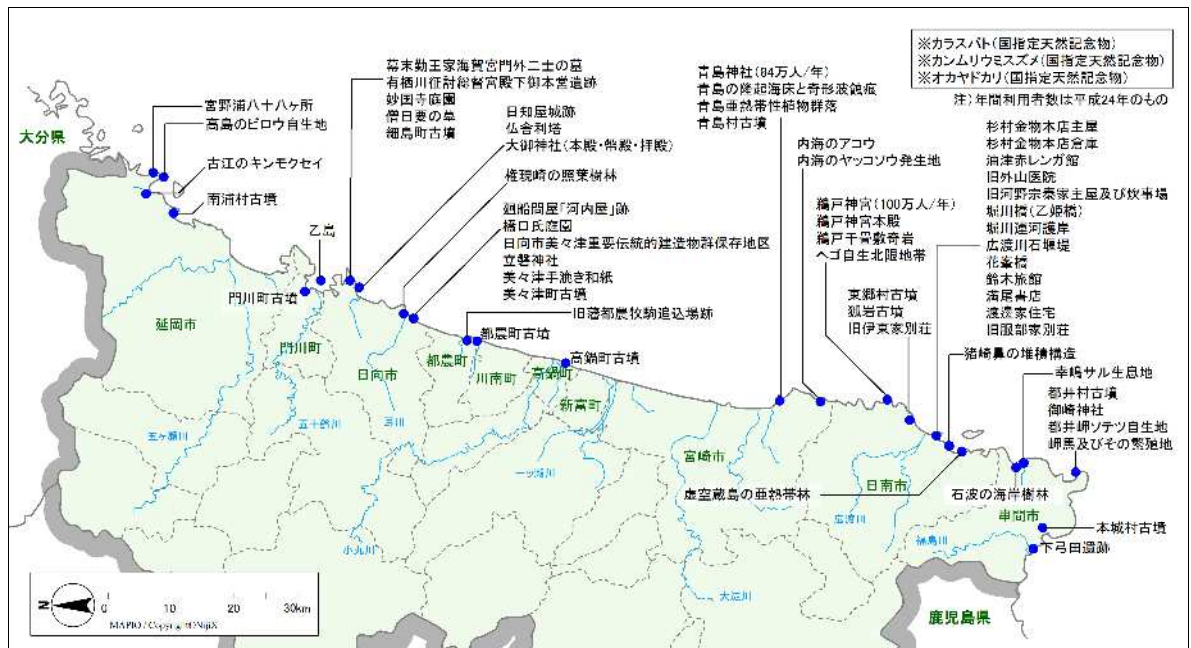 ※カラスバト(国指定天然記念物)
※カンムリウミスズメ(国指定天然記念物)
※オカヤドカリ(国指定天然記念物)
注)年間利用者数は平成24年のもの
大分県
宮野浦八十八ヶ所
高島のビロウ自生地
古江のキンモクセイ
南浦村古墳
乙島
門川町古墳
幕末勤王家海賀宮門外二士の墓
有栖川征討総督宮殿下御本営遺跡
妙国寺庭園
僧日要の墓
細島町古墳
日知屋城跡
仏舎利塔
大御神社(本殿・幣殿・拝殿)
権現崎の照葉樹林
廻船問屋「河内屋」跡
橋口氏庭園
日向市美々津重要伝統的建造物群保存地区
立磐神社
美々津手漉き和紙
美々津町古墳
旧藩都農牧駒追込場跡
都農町古墳
高鍋町古墳
青島神社(84万人/年)
青島の隆起海床と奇形波蝕痕
青島亜熱帯性植物群落
青島村古墳
内海のアコウ
内海のヤッコソウ発生地
鵜戸神宮(100万人/年)
鵜戸神宮本殿
鵜戸千畳敷奇岩
ヘゴ自生北限地帯
東郷村古墳
狐岩古墳
旧伊東家別荘
杉村金物本店主屋
杉村金物本店倉庫
油津赤レンガ館
旧外山医院
旧河野宗泰家主屋及び炊事場
堀川橋(乙姫橋)
堀川運河護岸
広渡川石堰堤
花峯橋
鈴木旅館
満尾書店
渡邊家住宅
旧服部家別荘
猪崎鼻の堆積構造
幸嶋サル生息地
都井村古墳
御崎神社
都井岬ソテツ自生地
岬馬及びその繁殖地
虚空蔵島の亜熱帯林
石波の海岸樹林
本城村古墳
下弓田遺跡
延岡市
門川町
日向市
都農町
川南町
高鍋町
新富町
宮崎市
日南市
串間市
五ヶ瀬川
五十鈴川
耳川
小丸川
一ツ瀬川
大淀川
広渡川
福島川
鹿児島県
N
0 10 20 30km